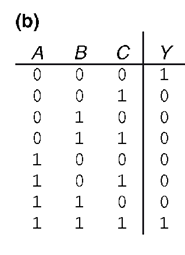 (b)
A B C Y
0 0 0 1
0 0 1 0
0 1 0 0
0 1 1 0
1 0 0 0
1 0 1 0
1 1 0 0
1 1 1 1